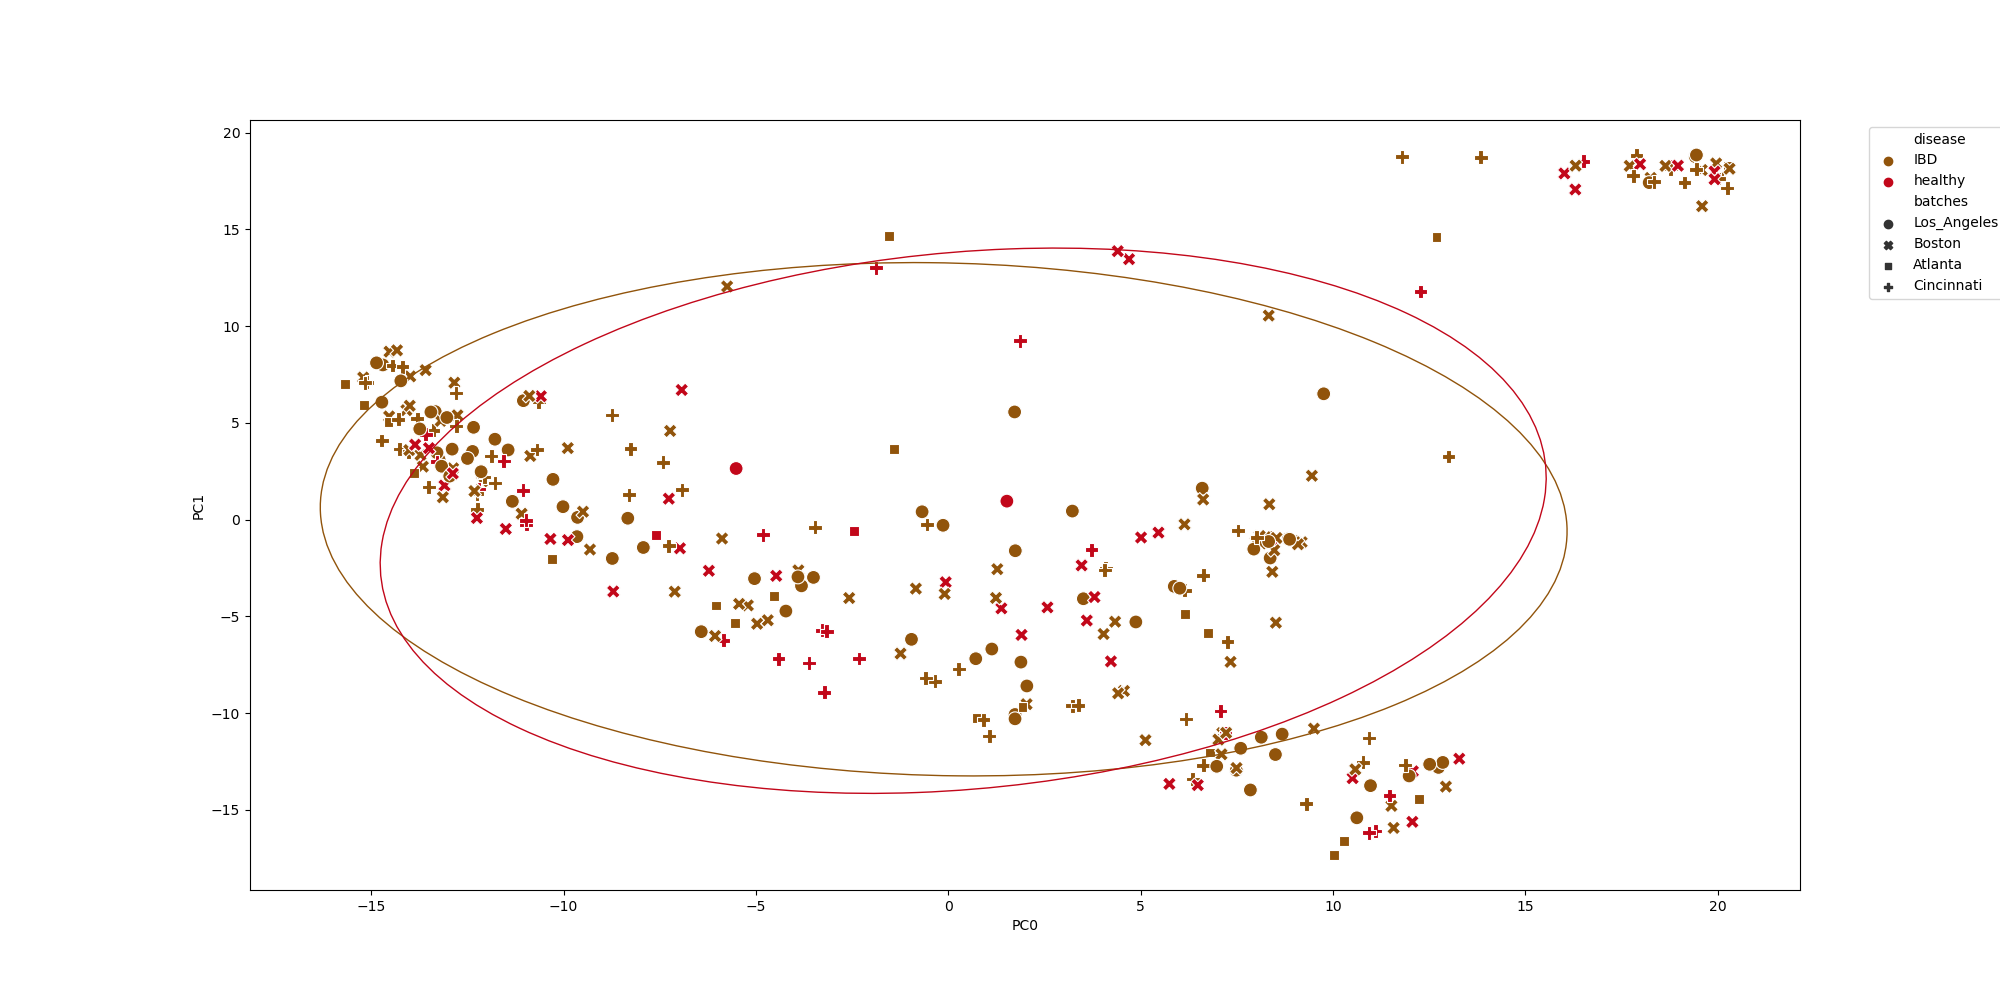 disease
IBD
healthy
batches
Los_Angeles
Boston
Atlanta
Cincinnati
20
15
10
5
0
−5
−10
−15
PC1
−15 −10 −5 0 5 10 15 20
PC0